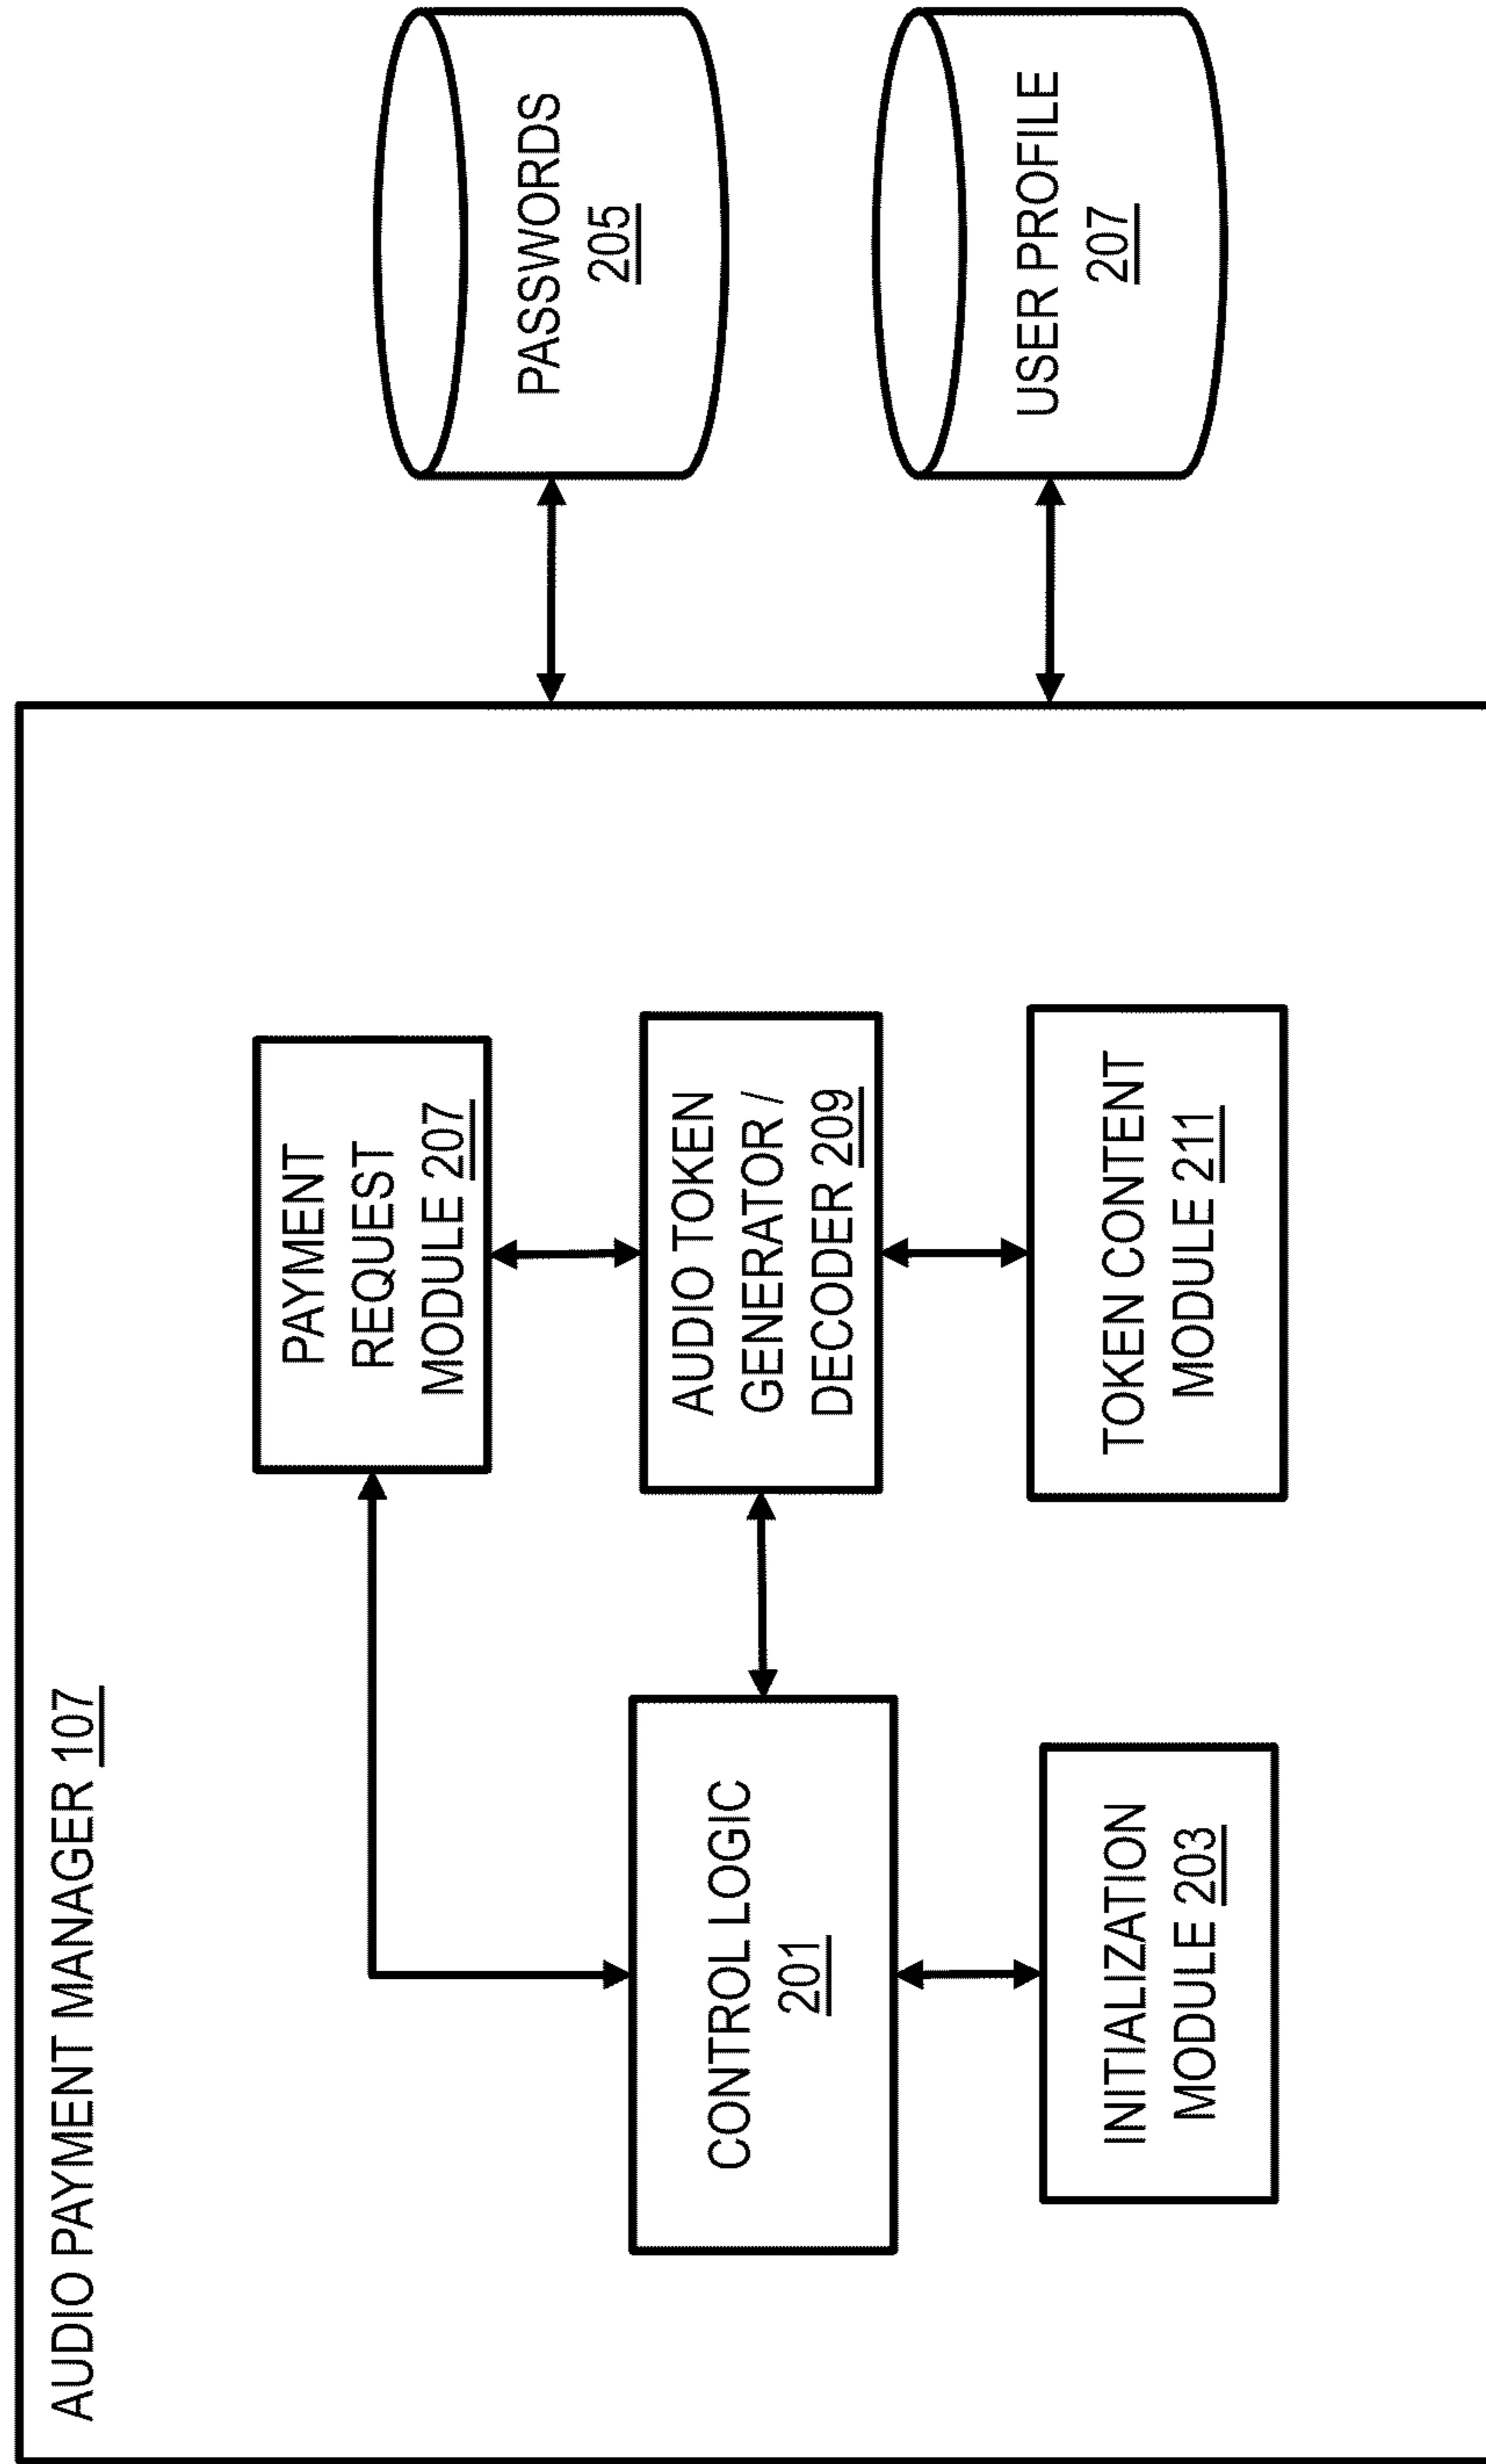 AUDIO PAYMENT MANAGER 107
PAYMENT
REQUEST
MODULE 207
CONTROL LOGIC
201
AUDIO TOKEN
GENERATOR /
DECODER 209
INITIALIZATION
MODULE 203
TOKEN CONTENT
MODULE 211
PASSWORDS
205
USER PROFILE
207